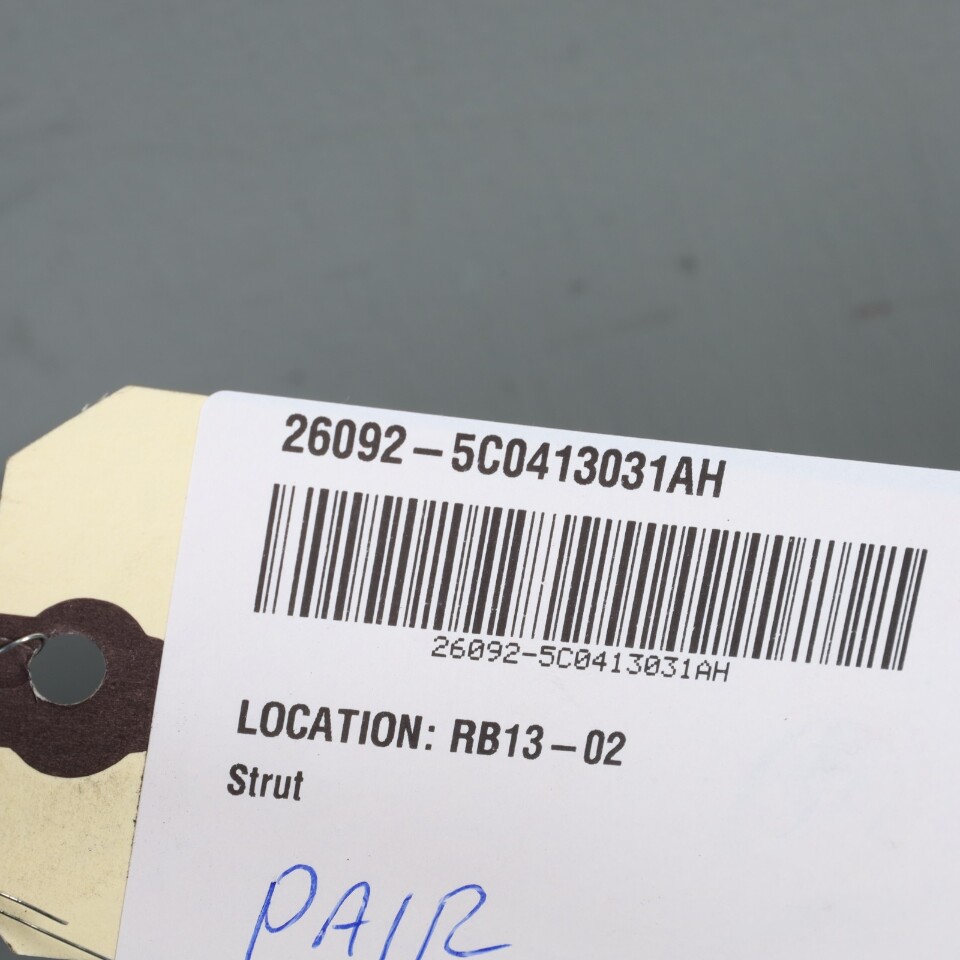 26092-5C0413031AH
26092-5C0413031AH
LOCATION: RB13-02
Strut
PAIR